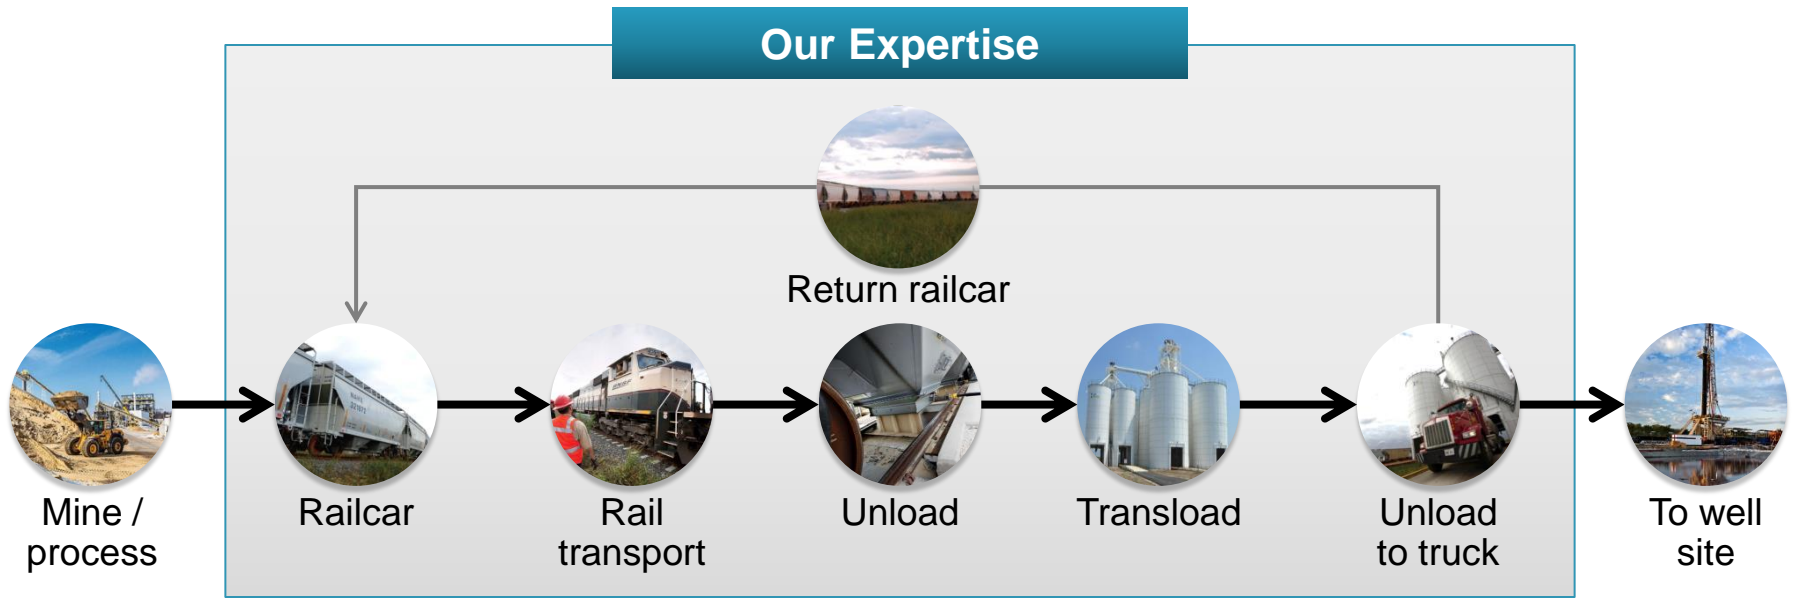 Our Expertise
Return railcar
Mine /
process
Railcar
Rail
transport
Unload
Transload
Unload
to truck
To well
site